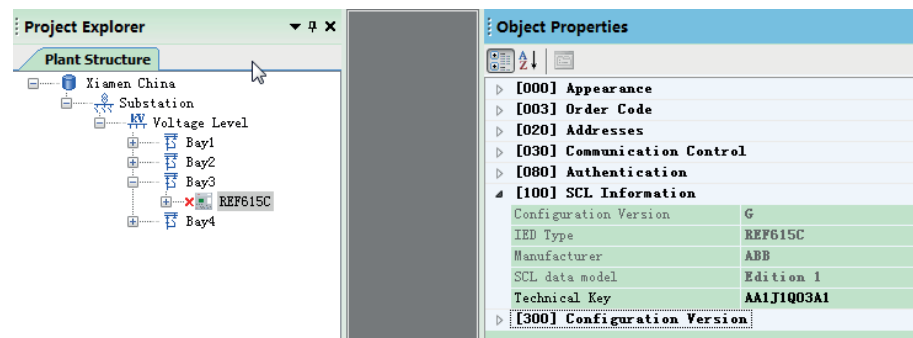 Project Explorer
Plant Structure
Xiamen China
Substation
Voltage Level
Bay1
Bay2
Bay3
REF615C
Bay4
Object Properties
[000] Appearance
[003] Order Code
[020] Addresses
[030] Communication Control
[080] Authentication
[100] SCL Information
Configuration Version G
IED Type REF615C
Manufacturer ABB
SCL data model Edition 1
Technical Key AA1J1Q03A1
[300] Configuration Version